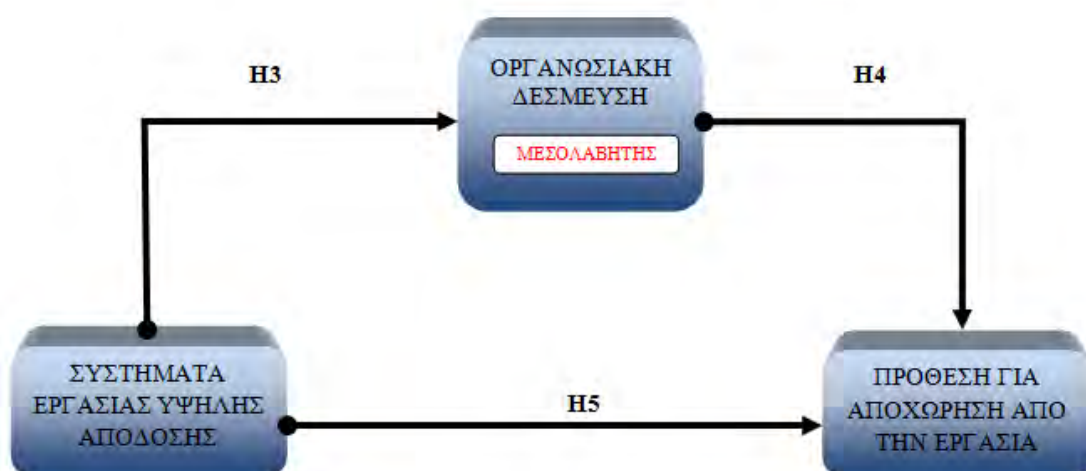 H3
ΟΡΓΑΝΩΣΙΑΚΗ
ΔΕΣΜΕΥΣΗ
ΜΕΣΟΛΑΒΗΤΗΣ
H4
ΣΥΣΤΗΜΑΤΑ
ΕΡΓΑΣΙΑΣ ΥΨΗΛΗΣ
ΑΠΟΔΟΣΗΣ
H5
ΠΡΟΘΕΣΗ ΓΙΑ
ΑΠΟΧΩΡΗΣΗ ΑΠΟ
ΤΗΝ ΕΡΓΑΣΙΑ